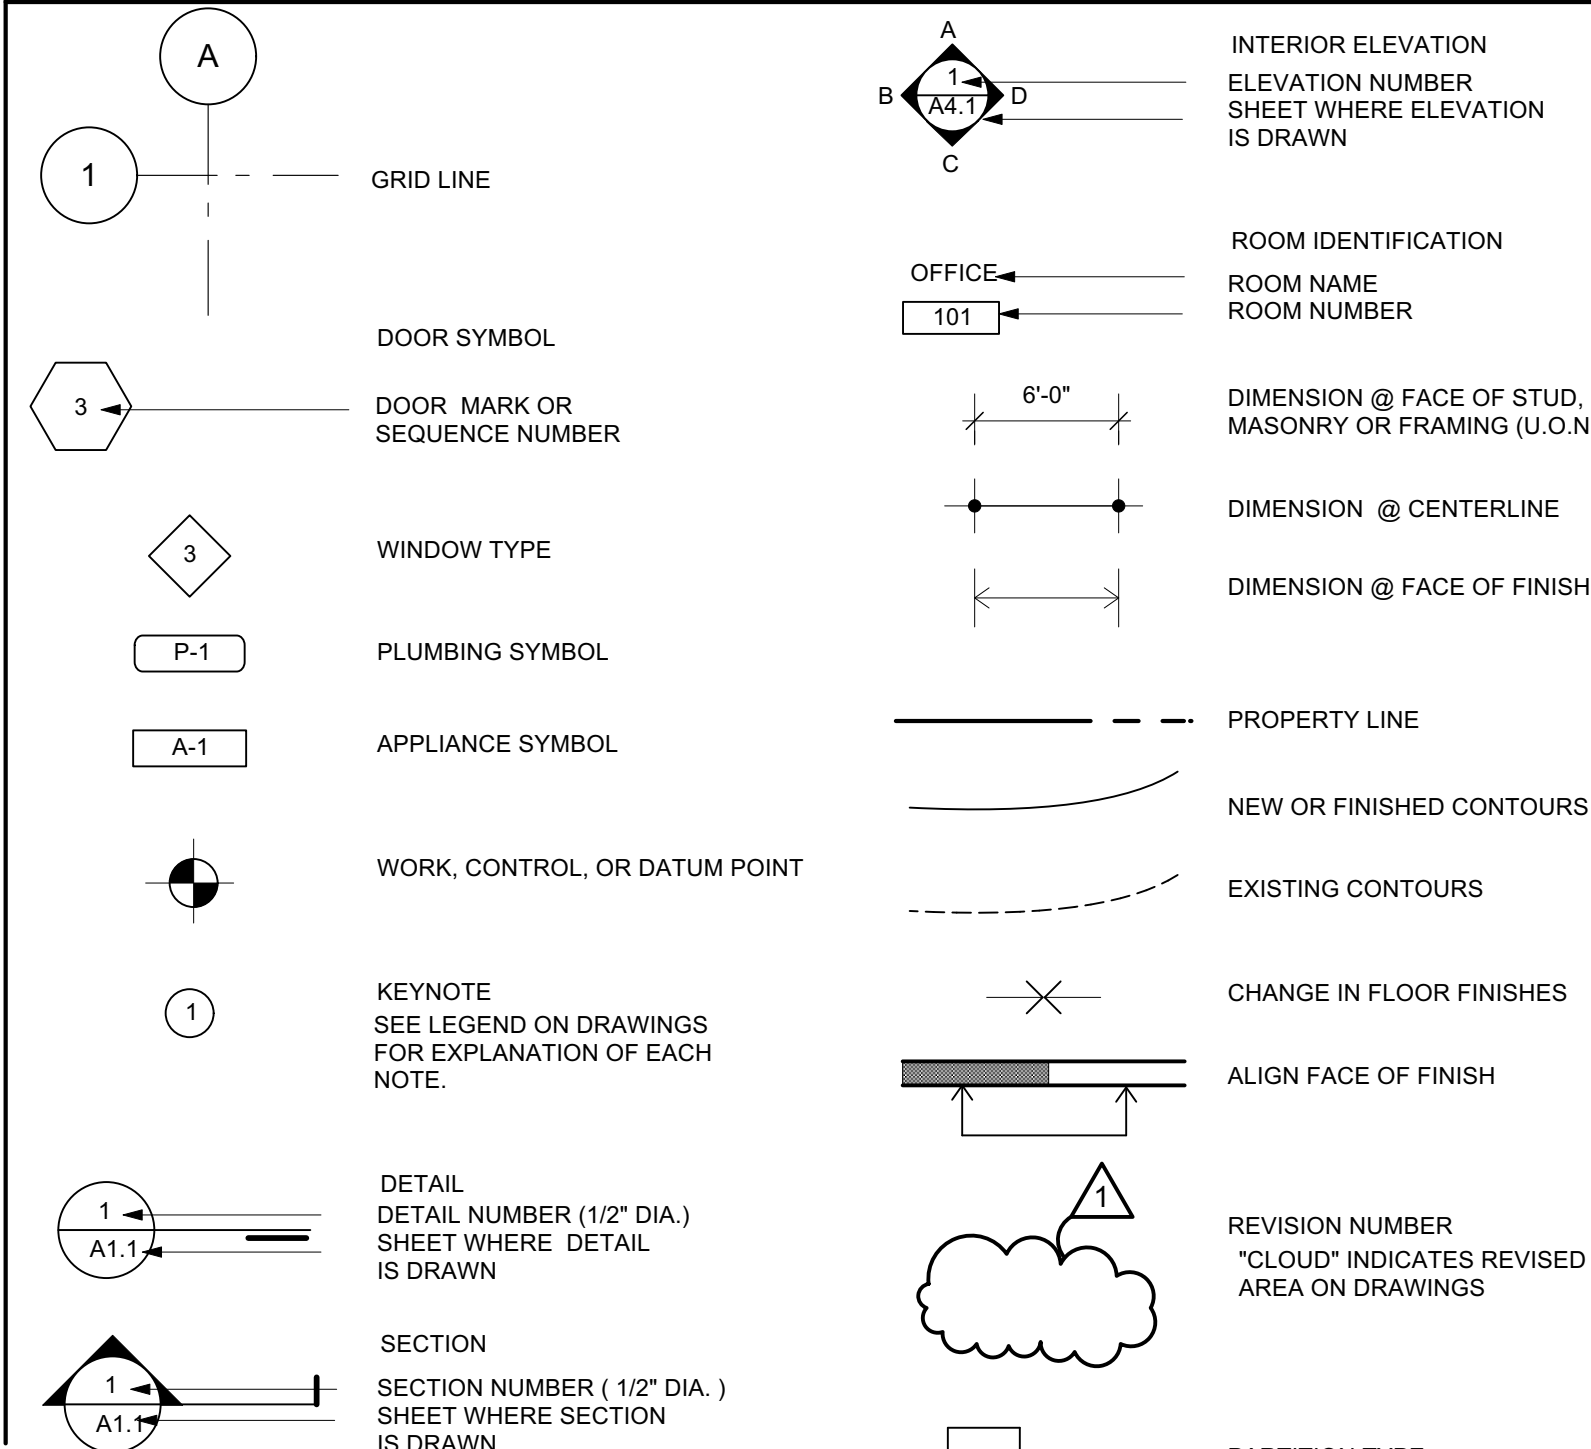 A
1
GRID LINE
DOOR SYMBOL
3
DOOR MARK OR
SEQUENCE NUMBER
3
WINDOW TYPE
P-1
PLUMBING SYMBOL
A-1
APPLIANCE SYMBOL
WORK, CONTROL, OR DATUM POINT
1
KEYNOTE
SEE LEGEND ON DRAWINGS
FOR EXPLANATION OF EACH
NOTE.
DETAIL
1
DETAIL NUMBER (1/2" DIA.)
A1.1
SHEET WHERE DETAIL
IS DRAWN
SECTION
1
SECTION NUMBER ( 1/2" DIA. )
A1.1
SHEET WHERE SECTION
IS DRAWN
A
INTERIOR ELEVATION
1
ELEVATION NUMBER
B
D
A4.1
SHEET WHERE ELEVATION
IS DRAWN
C
ROOM IDENTIFICATION
OFFICE
ROOM NAME
101
ROOM NUMBER
6'-0"
DIMENSION @ FACE OF STUD,
MASONRY OR FRAMING (U.O.N
DIMENSION @ CENTERLINE
DIMENSION @ FACE OF FINISH
PROPERTY LINE
NEW OR FINISHED CONTOURS
EXISTING CONTOURS
CHANGE IN FLOOR FINISHES
ALIGN FACE OF FINISH
1
REVISION NUMBER
"CLOUD" INDICATES REVISED
AREA ON DRAWINGS
PARTITION TYPE